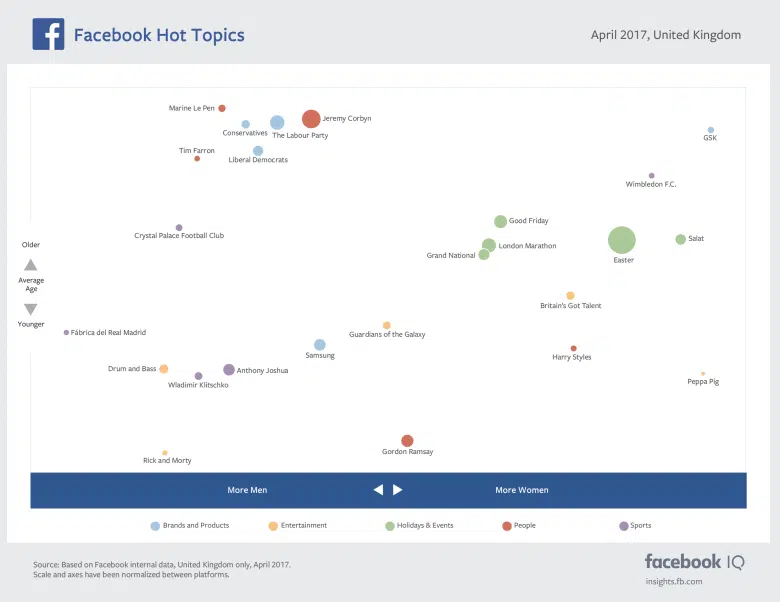 Facebook Hot Topics
April 2017, United Kingdom
Marine Le Pen
Jeremy Corbyn
Conservatives
The Labour Party
GSK
Tim Farron
Liberal Democrats
Wimbledon F.C.
Good Friday
Crystal Palace Football Club
London Marathon
Salat
Grand National
Easter
Older
Average
Age
Younger
Britain's Got Talent
Fábrica del Real Madrid
Guardians of the Galaxy
Samsung
Harry Styles
Drum and Bass
Anthony Joshua
Wladimir Klitschko
Peppa Pig
Gordon Ramsay
Rick and Morty
More Men
More Women
Brands and Products
Entertainment
Holidays & Events
People
Sports
Source: Based on Facebook internal data, United Kingdom only, April 2017.
Scale and axes have been normalized between platforms.
facebook IQ
insights.fb.com